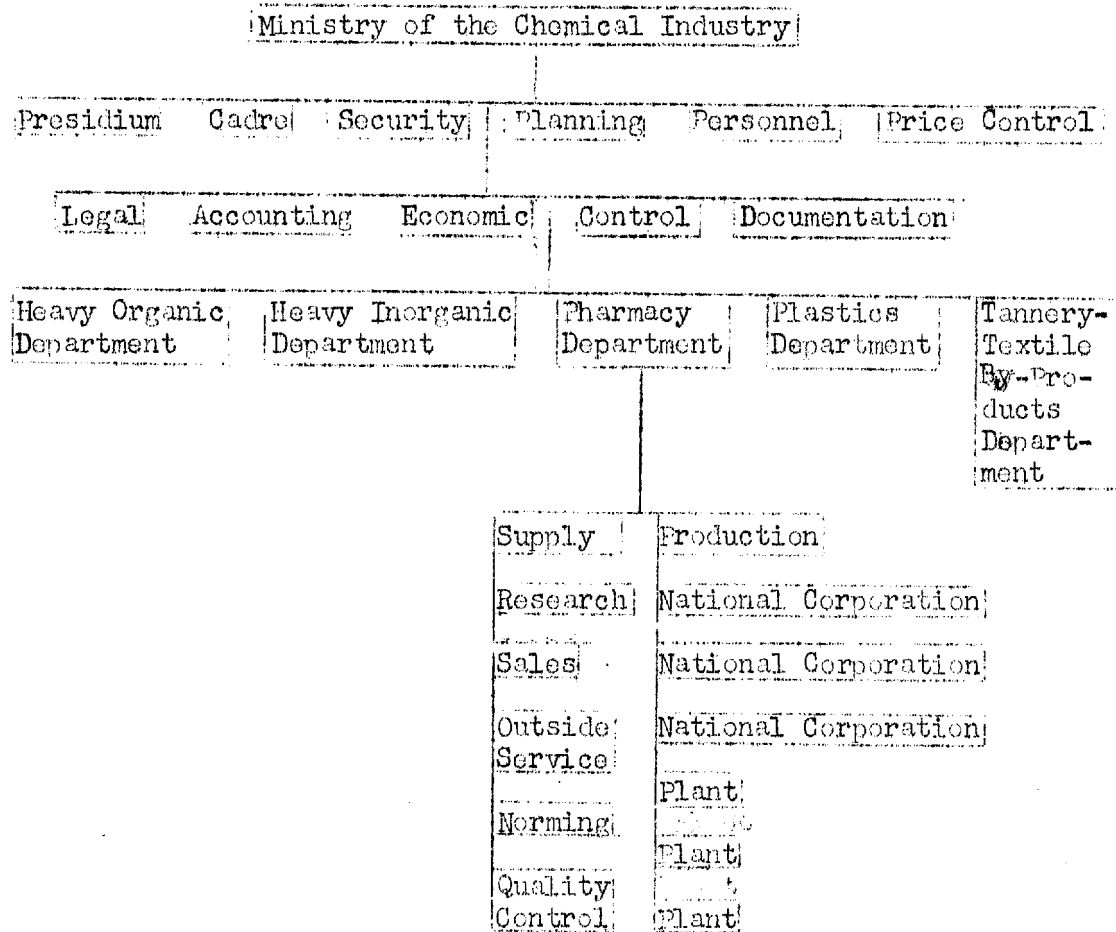 Ministry of the Chemical Industry
Presidium Cadre Security Planning Personnel Price Control
Legal Accounting Economic Control Documentation
Heavy Organic Heavy Inorganic Pharmacy Plastics Tannery-
Department Department Department Department Textile
By-Pro-
ducts
Depart-
ment
Supply Production
Research National Corporation
Sales National Corporation
Outside National Corporation
Service
Plant
Norming
Plant
Quality
Control Plant